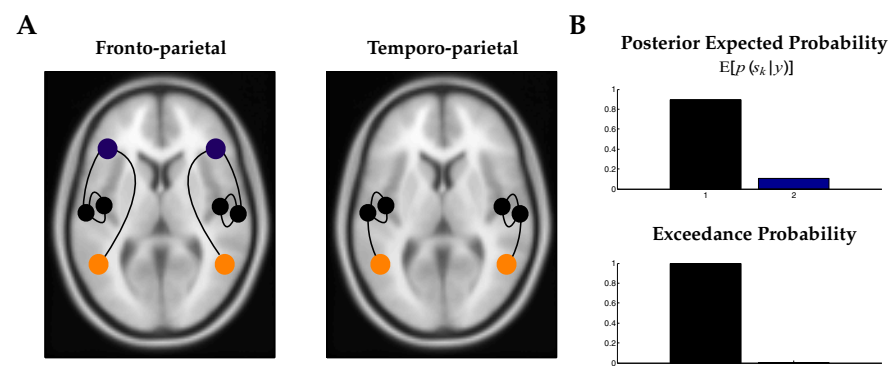 A
Fronto-parietal
Temporo-parietal
B
Posterior Expected Probability
E[p (s_k | y)]
1
0.8
0.6
0.4
0.2
0
1
2
Exceedance Probability
1
0.8
0.6
0.4
0.2
0